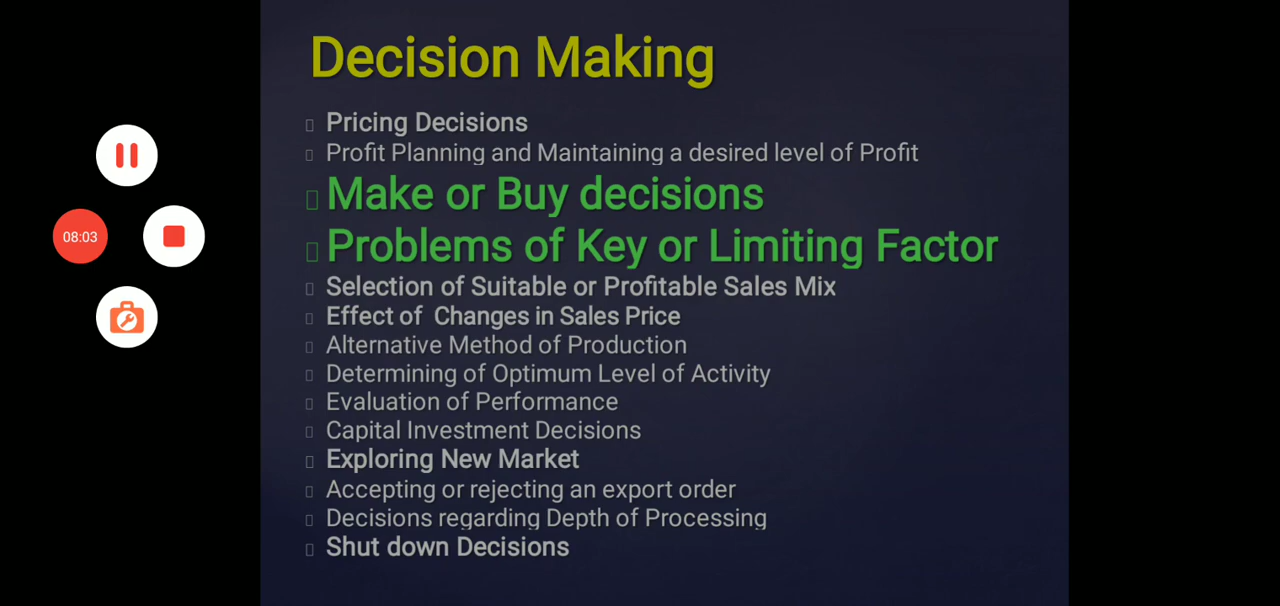 Decision Making
Pricing Decisions
Profit Planning and Maintaining a desired level of Profit
Make or Buy decisions
Problems of Key or Limiting Factor
08:03
Selection of Suitable or Profitable Sales Mix
Effect of Changes in Sales Price
Alternative Method of Production
Determining of Optimum Level of Activity
Evaluation of Performance
Capital Investment Decisions
Exploring New Market
Accepting or rejecting an export order
Decisions regarding Depth of Processing
Shut down Decisions